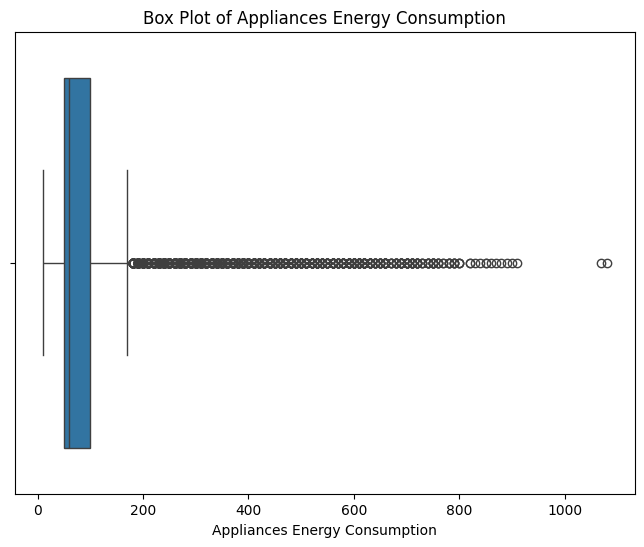 Box Plot of Appliances Energy Consumption
0 200 400 600 800 1000
Appliances Energy Consumption